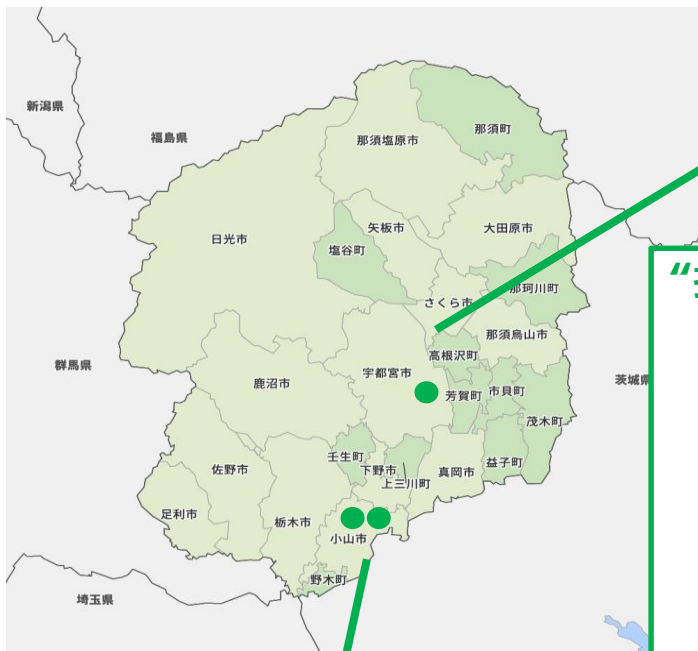 新潟県
福島県
那須町
那須塩原市
大田原市
矢板市
日光市
塩谷町
那珂川町
さくら市
那須烏山市
高根沢町
群馬県
宇都宮市
茨城県
鹿沼市
芳賀町
市貝町
茂木町
壬生町
下野市
佐野市
真岡市
益子町
上三川町
足利市
栃木市
小山市
野木町
埼玉県